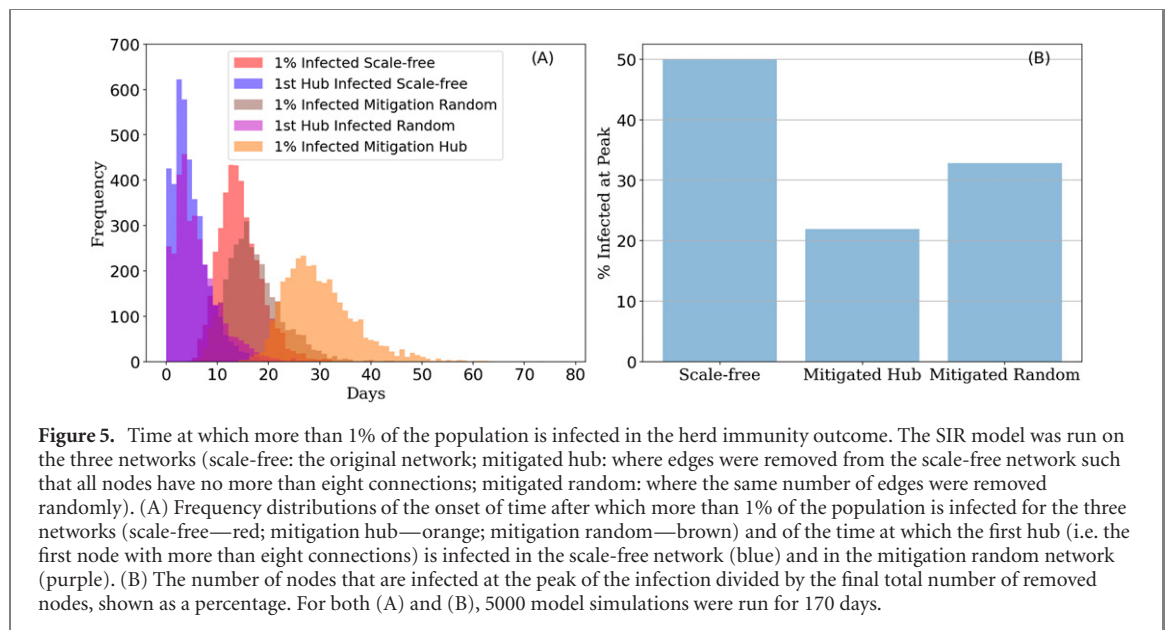 700
600
500
400
300
200
100
0
Frequency
0 10 20 30 40 50 60 70 80
Days
1% Infected Scale-free
1st Hub Infected Scale-free
1% Infected Mitigation Random
1st Hub Infected Random
1% Infected Mitigation Hub
(A)
50
40
30
20
10
0
% Infected at Peak
Scale-free Mitigated Hub Mitigated Random
(B)
Figure 5. Time at which more than 1% of the population is infected in the herd immunity outcome. The SIR model was run on
the three networks (scale-free: the original network; mitigated hub: where edges were removed from the scale-free network such
that all nodes have no more than eight connections; mitigated random: where the same number of edges were removed
randomly). (A) Frequency distributions of the onset of time after which more than 1% of the population is infected for the three
networks (scale-free—red; mitigation hub—orange; mitigation random—brown) and of the time at which the first hub (i.e. the
first node with more than eight connections) is infected in the scale-free network (blue) and in the mitigation random network
(purple). (B) The number of nodes that are infected at the peak of the infection divided by the final total number of removed
nodes, shown as a percentage. For both (A) and (B), 5000 model simulations were run for 170 days.